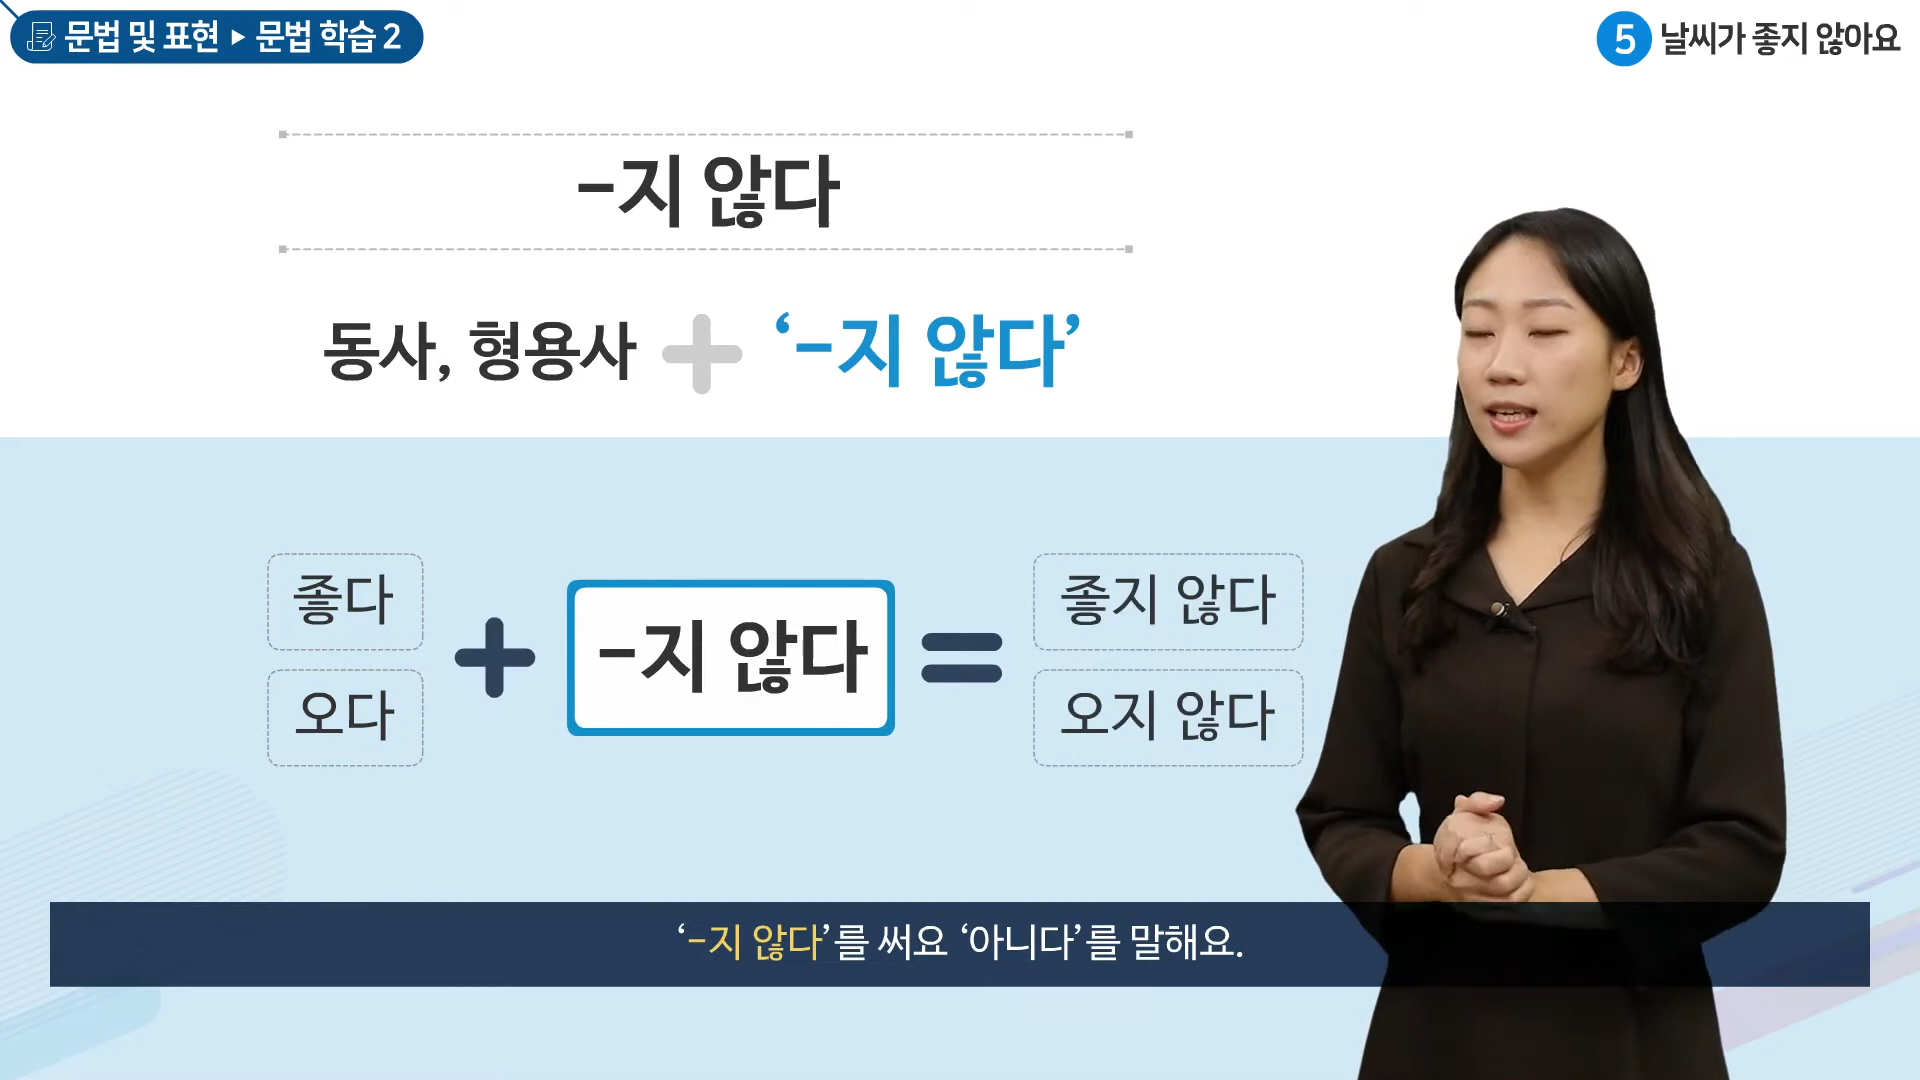 문법 및 표현 ▶ 문법 학습 2
5 날씨가 좋지 않아요
-지 않다
동사, 형용사 + ‘-지 않다’
좋다
오다
+
-지 않다
=
좋지 않다
오지 않다
‘-지 않다’를 써요 ‘아니다’를 말해요.